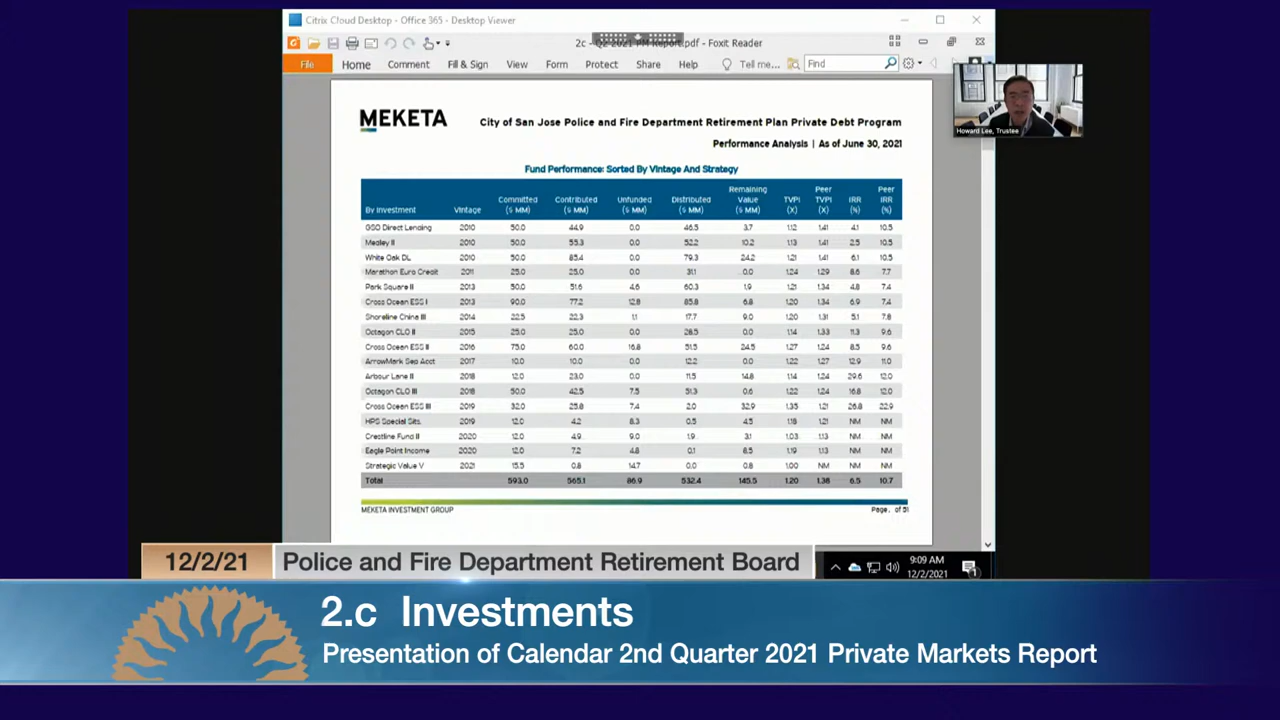 Citrix Cloud Desktop - Office 365 - Desktop Viewer
2c - Q2 2021 PM Report.pdf - Foxit Reader
File Home Comment Fill & Sign View Form Protect Share Help Tell me... Find
MEKETA
City of San Jose Police and Fire Department Retirement Plan Private Debt Program
Performance Analysis | As of June 30, 2021
Howard Lee, Trustee
Fund Performance: Sorted By Vintage And Strategy
By Investment Vintage Committed ($ MM) Contributed ($ MM) Unfunded ($ MM) Distributed ($ MM) Remaining Value ($ MM) TVPI (X) Peer TVPI (X) IRR (%) Peer IRR (%)
GSO Direct Lending 2010 50.0 44.9 0.0 46.5 3.7 1.12 1.41 4.1 10.5
Medley II 2010 50.0 55.3 0.0 52.2 10.2 1.13 1.41 2.5 10.5
White Oak DL 2010 50.0 85.4 0.0 79.3 24.2 1.21 1.41 6.1 10.5
Marathon Euro Credit 2011 25.0 25.0 0.0 31.1 0.0 1.24 1.29 8.6 7.7
Park Square II 2013 50.0 51.6 4.6 60.3 1.9 1.21 1.34 4.8 7.4
Cross Ocean ESS I 2013 90.0 77.2 12.8 85.8 6.8 1.20 1.34 6.9 7.4
Shoreline China III 2014 22.5 22.3 1.1 17.7 9.0 1.20 1.31 5.1 7.8
Octagon CLO II 2015 25.0 25.0 0.0 28.5 0.0 1.14 1.33 11.3 9.6
Cross Ocean ESS II 2016 75.0 60.0 16.8 51.5 24.5 1.27 1.24 8.5 9.6
ArrowMark Sep Acct 2017 10.0 10.0 0.0 12.2 0.0 1.22 1.27 12.9 11.0
Arbour Lane II 2018 12.0 23.0 0.0 11.5 14.8 1.14 1.24 29.6 12.0
Octagon CLO III 2018 50.0 42.5 7.5 51.3 0.6 1.22 1.24 16.8 12.0
Cross Ocean ESS III 2019 32.0 25.8 7.4 2.0 32.9 1.35 1.21 26.8 22.9
HPS Special Sits. 2019 12.0 4.2 8.3 0.5 4.5 1.18 1.21 NM NM
Crestline Fund II 2020 12.0 4.9 9.0 1.9 3.1 1.03 1.13 NM NM
Eagle Point Income 2020 12.0 7.2 4.8 0.1 8.5 1.19 1.13 NM NM
Strategic Value V 2021 15.5 0.8 14.7 0.0 0.8 1.00 NM NM NM
Total 593.0 565.1 86.9 532.4 145.5 1.20 1.38 6.5 10.7
MEKETA INVESTMENT GROUP
Page of 51
12/2/21 Police and Fire Department Retirement Board
9:09 AM
12/2/2021
1
2.c Investments
Presentation of Calendar 2nd Quarter 2021 Private Markets Report